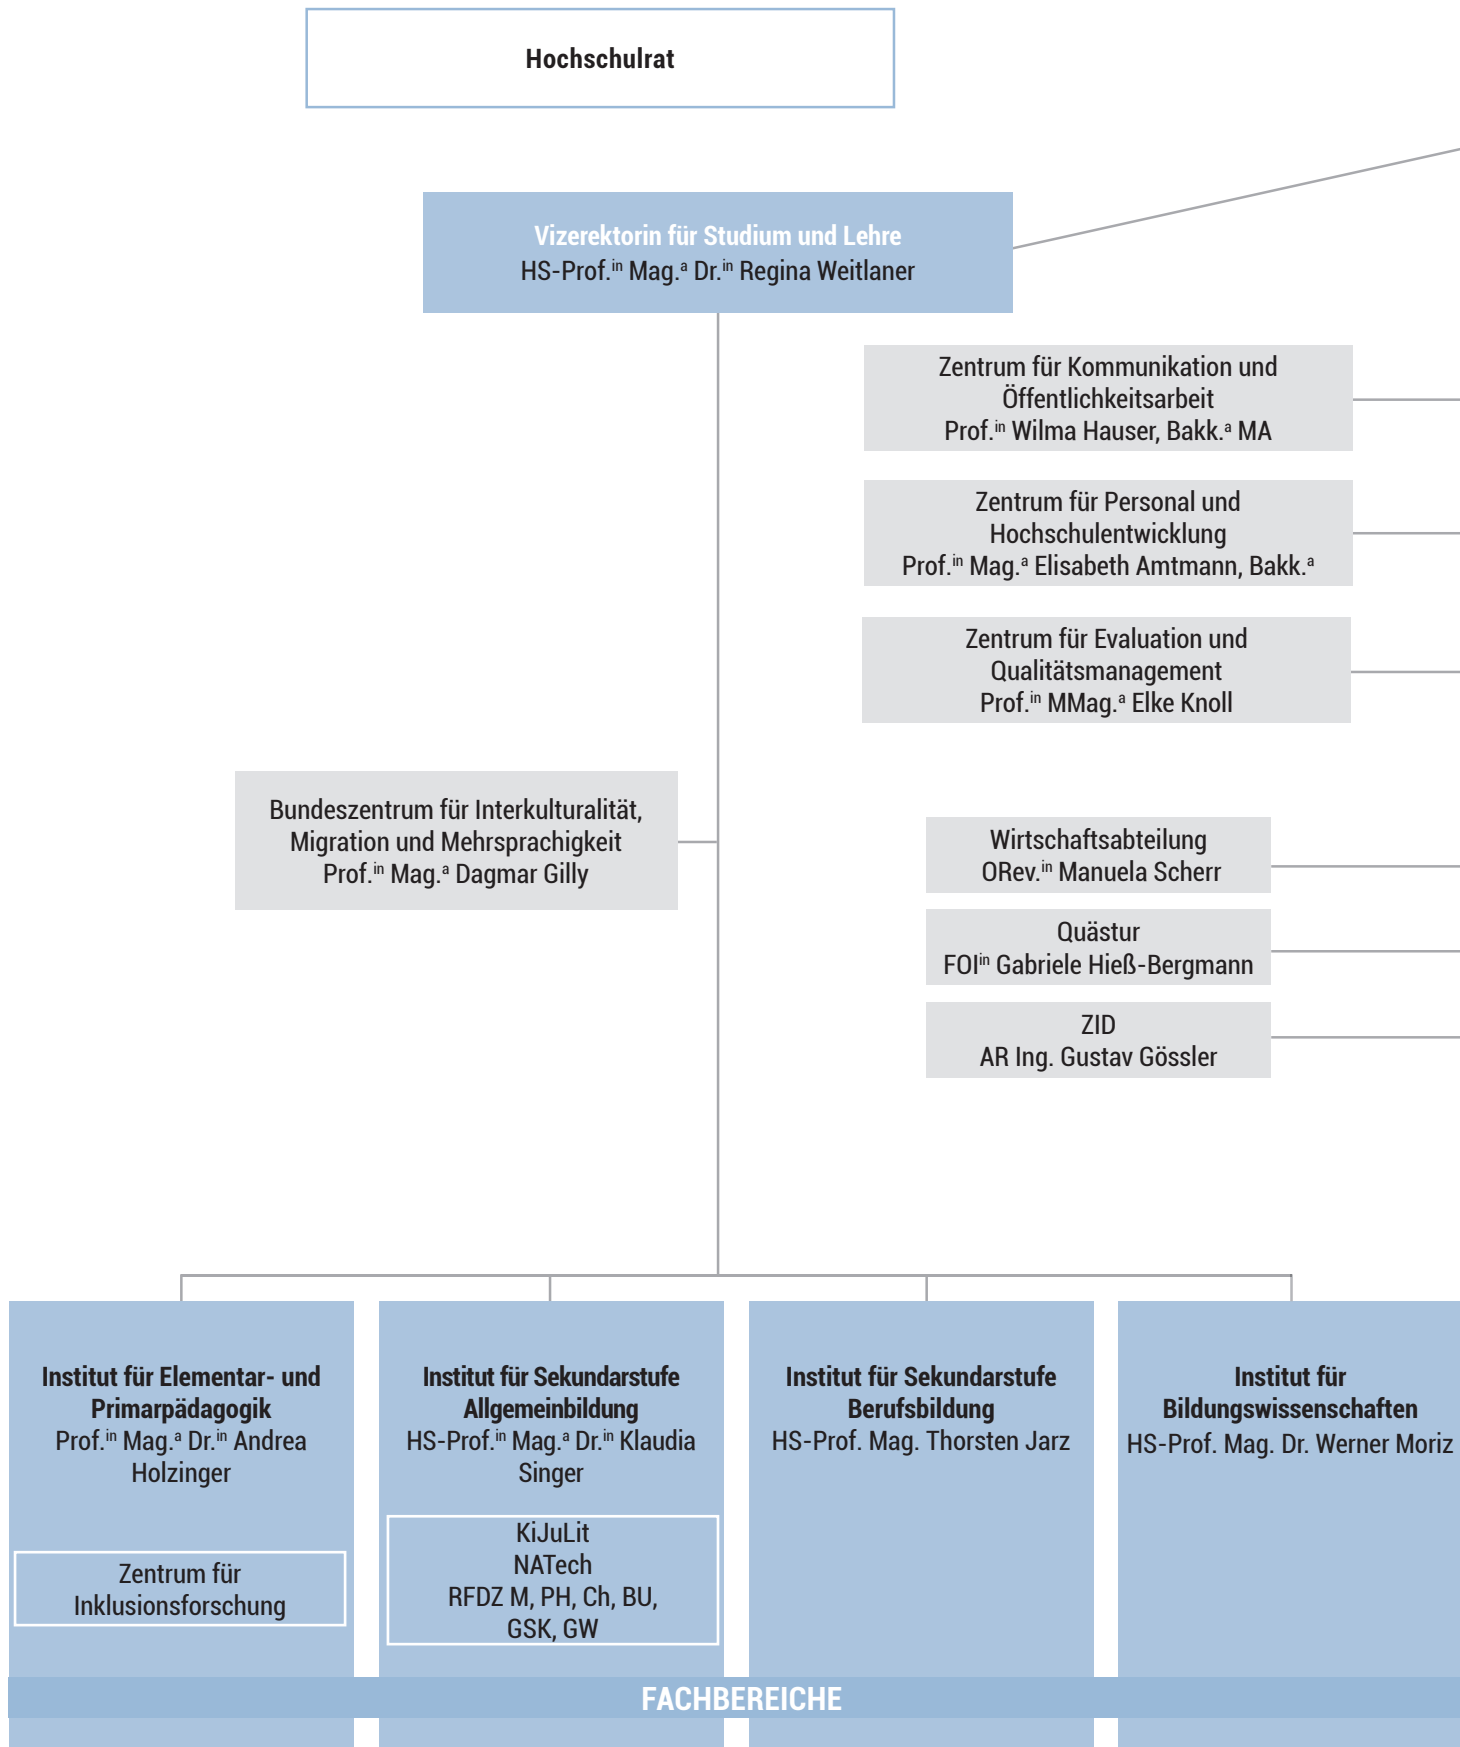 Hochschulrat
Vizerektorin für Studium und Lehre
HS-Prof.in Mag.a Dr.in Regina Weitlaner
Zentrum für Kommunikation und
Öffentlichkeitsarbeit
Prof.in Wilma Hauser, Bakk.a MA
Zentrum für Personal und
Hochschulentwicklung
Prof.in Mag.a Elisabeth Amtmann, Bakk.a
Zentrum für Evaluation und
Qualitätsmanagement
Prof.in MMag.a Elke Knoll
Bundeszentrum für Interkulturalität,
Migration und Mehrsprachigkeit
Prof.in Mag.a Dagmar Gilly
Wirtschaftsabteilung
ORev.in Manuela Scherr
Quästur
FOIin Gabriele Hieß-Bergmann
ZID
AR Ing. Gustav Gössler
Institut für Elementar- und
Primarpädagogik
Prof.in Mag.a Dr.in Andrea
Holzinger
Zentrum für
Inklusionsforschung
Institut für Sekundarstufe
Allgemeinbildung
HS-Prof.in Mag.a Dr.in Klaudia
Singer
KiJuLit
NATech
RFDZ M, PH, Ch, BU,
GSK, GW
Institut für Sekundarstufe
Berufsbildung
HS-Prof. Mag. Thorsten Jarz
Institut für
Bildungswissenschaften
HS-Prof. Mag. Dr. Werner Moriz
FACHBEREICHE